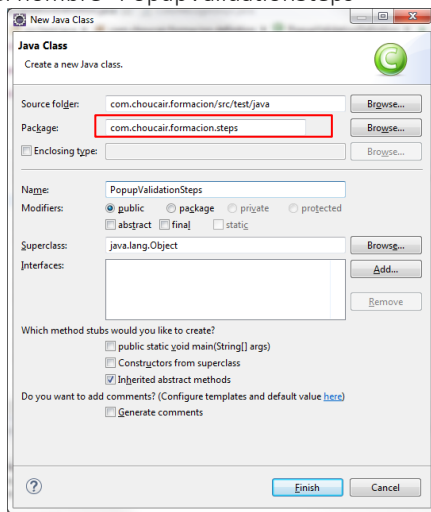 nombre "PopupValidationSteps"
New Java Class
Java Class
Create a new Java class.
C
Source folder: com.choucair.formacion/src/test/java Browse...
Package: com.choucair.formacion.steps Browse...
Enclosing type: Browse...
Name: PopupValidationSteps
Modifiers: public package private protected
abstract final static
Superclass: java.lang.Object Browse...
Interfaces: Add...
Remove
Which method stubs would you like to create?
public static void main(String[] args)
Constructors from superclass
Inherited abstract methods
Do you want to add comments? (Configure templates and default value here)
Generate comments
? Finish Cancel